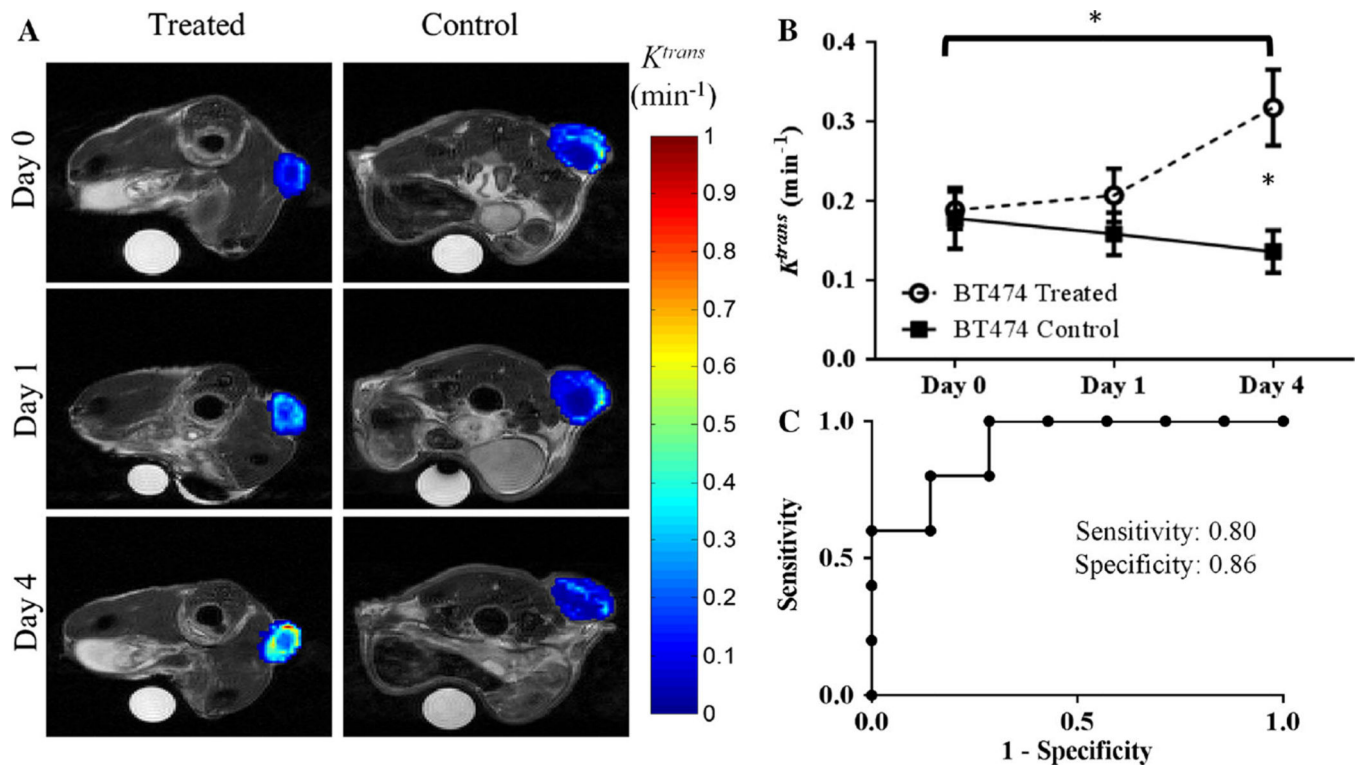 A
Treated
Control
Day 0
Day 1
Day 4
Kᵗʳᵃⁿˢ
(min⁻¹)
1
0.9
0.8
0.7
0.6
0.5
0.4
0.3
0.2
0.1
0
B
*
0.4
0.3
0.2
0.1
0.0
Kᵗʳᵃⁿˢ (min⁻¹)
*
BT474 Treated
BT474 Control
Day 0
Day 1
Day 4
C
1.0
0.5
0.0
Sensitivity
Sensitivity: 0.80
Specificity: 0.86
0.0
0.5
1.0
1 - Specificity